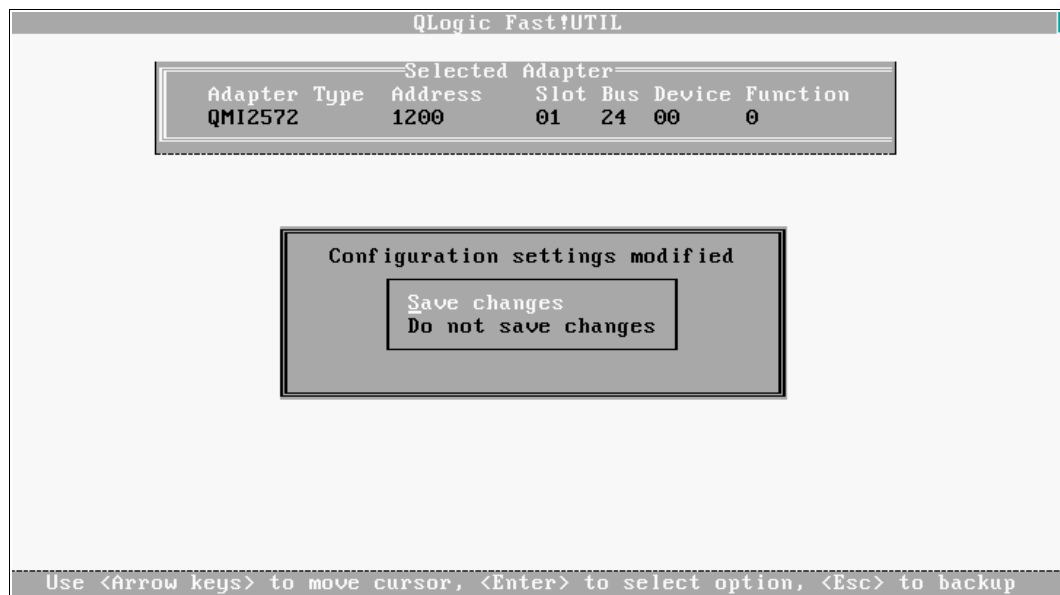 QLogic Fast!UTIL
Selected Adapter
Adapter Type Address Slot Bus Device Function
QMI2572 1200 01 24 00 0
Configuration settings modified
Save changes
Do not save changes
Use <Arrow keys> to move cursor, <Enter> to select option, <Esc> to backup